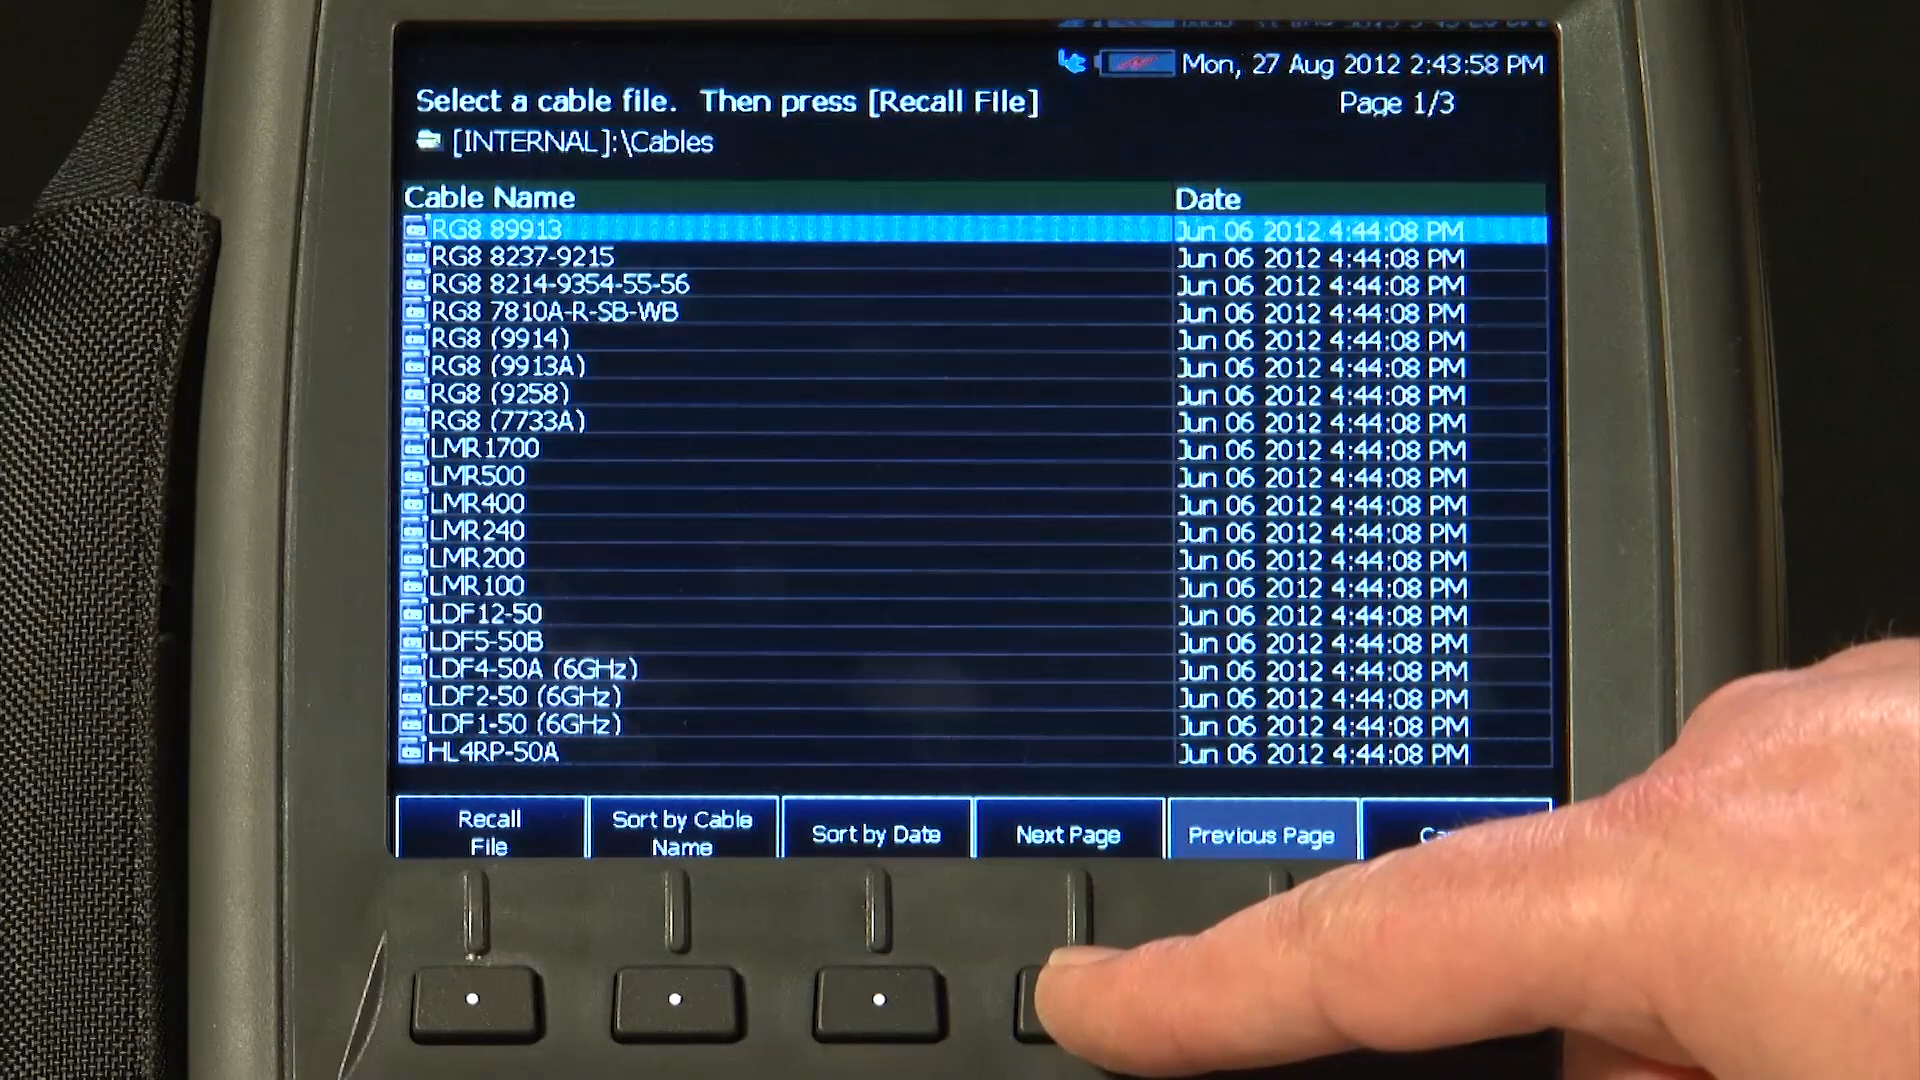 Mon, 27 Aug 2012 2:43:58 PM
Select a cable file. Then press [Recall File]
Page 1/3
[INTERNAL]:\Cables
Cable Name Date
RG8 89913 Jun 06 2012 4:44:08 PM
RG8 8237-9215 Jun 06 2012 4:44:08 PM
RG8 8214-9354-55-56 Jun 06 2012 4:44:08 PM
RG8 7810A-R-SB-WB Jun 06 2012 4:44:08 PM
RG8 (9914) Jun 06 2012 4:44:08 PM
RG8 (9913A) Jun 06 2012 4:44:08 PM
RG8 (9258) Jun 06 2012 4:44:08 PM
RG8 (7733A) Jun 06 2012 4:44:08 PM
LMR1700 Jun 06 2012 4:44:08 PM
LMR500 Jun 06 2012 4:44:08 PM
LMR400 Jun 06 2012 4:44:08 PM
LMR240 Jun 06 2012 4:44:08 PM
LMR200 Jun 06 2012 4:44:08 PM
LMR100 Jun 06 2012 4:44:08 PM
LDF12-50 Jun 06 2012 4:44:08 PM
LDF5-50B Jun 06 2012 4:44:08 PM
LDF4-50A (6GHz) Jun 06 2012 4:44:08 PM
LDF2-50 (6GHz) Jun 06 2012 4:44:08 PM
LDF1-50 (6GHz) Jun 06 2012 4:44:08 PM
HL4RP-50A Jun 06 2012 4:44:08 PM
Recall
File
Sort by Cable
Name
Sort by Date
Next Page
Previous Page